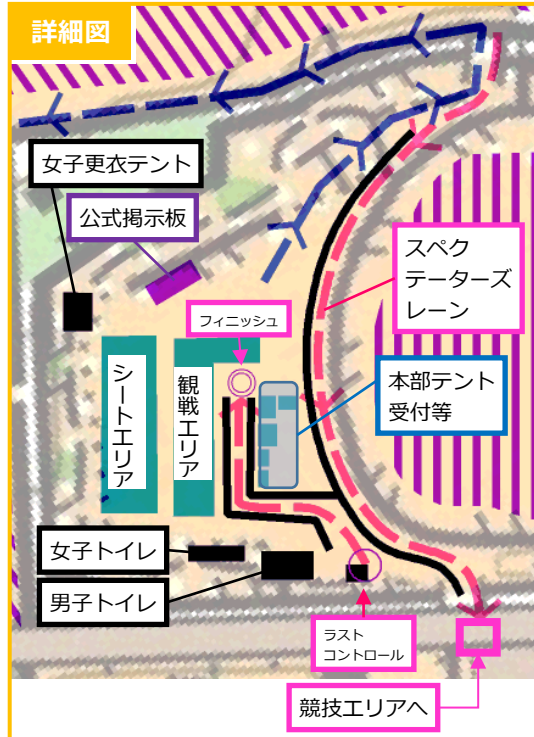 詳細図
女子更衣テント
公式掲示板
スペク
テーターズ
レーン
フィニッシュ
シートエリア
観戦エリア
本部テント
受付等
女子トイレ
男子トイレ
ラスト
コントロール
競技エリアへ